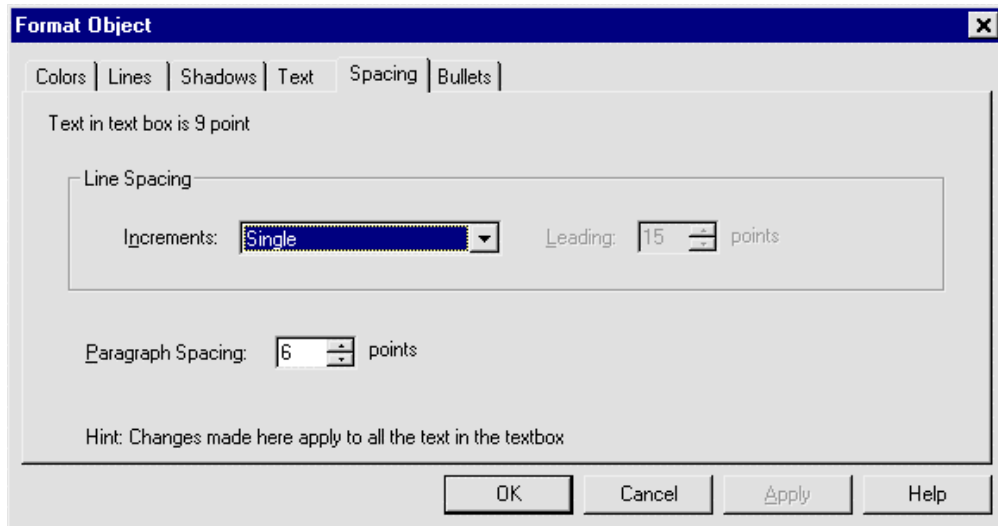 Format Object
Colors Lines Shadows Text Spacing Bullets
Text in text box is 9 point
Line Spacing
Increments: Single Leading: 15 points
Paragraph Spacing: 6 points
Hint: Changes made here apply to all the text in the textbox
OK Cancel Apply Help